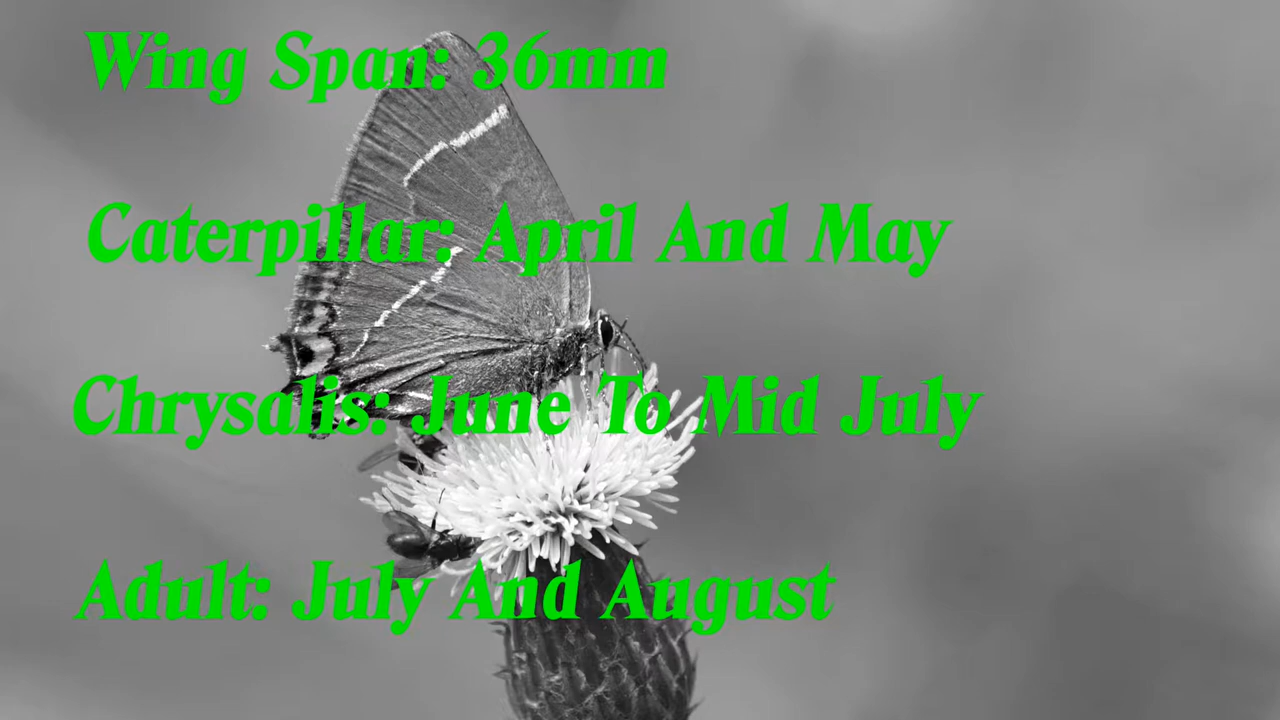 Wing Span: 36mm
Caterpillar: April And May
Chrysalis: June To Mid July
Adult: July And August